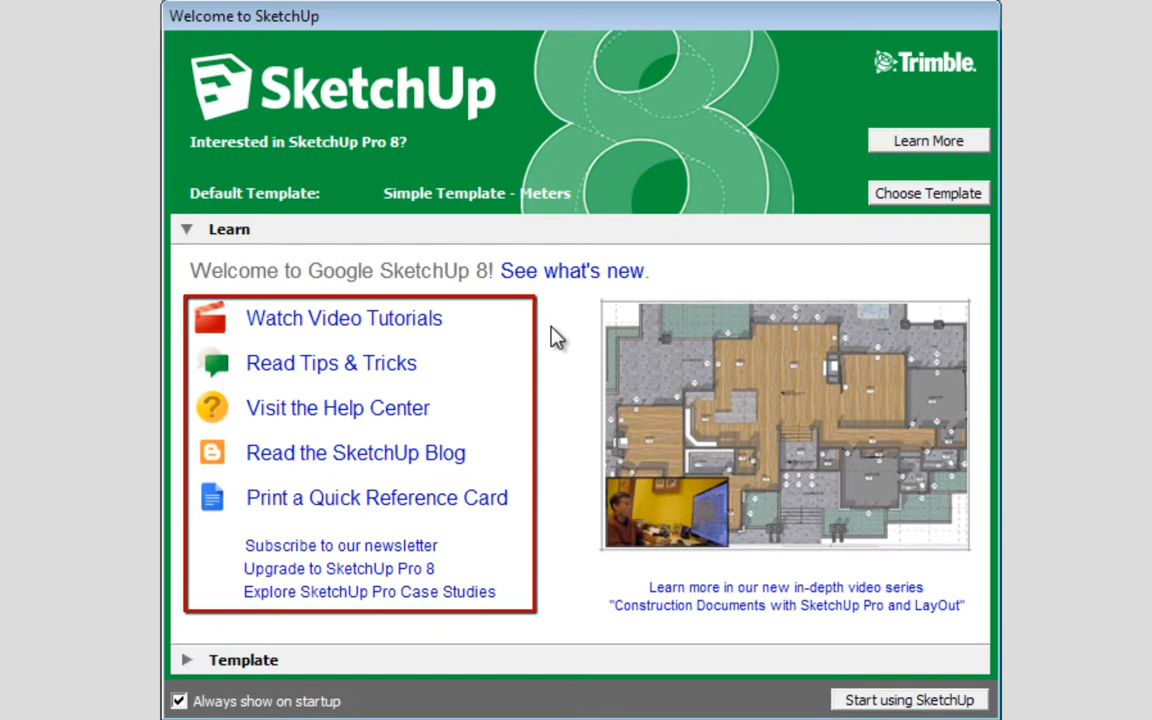 Welcome to SketchUp
SketchUp
Trimble.
Interested in SketchUp Pro 8?
Learn More
Default Template: Simple Template - Meters
Choose Template
Learn
Welcome to Google SketchUp 8! See what's new.
Watch Video Tutorials
Read Tips & Tricks
Visit the Help Center
Read the SketchUp Blog
Print a Quick Reference Card
Subscribe to our newsletter
Upgrade to SketchUp Pro 8
Explore SketchUp Pro Case Studies
Learn more in our new in-depth video series
"Construction Documents with SketchUp Pro and LayOut"
Template
Always show on startup
Start using SketchUp